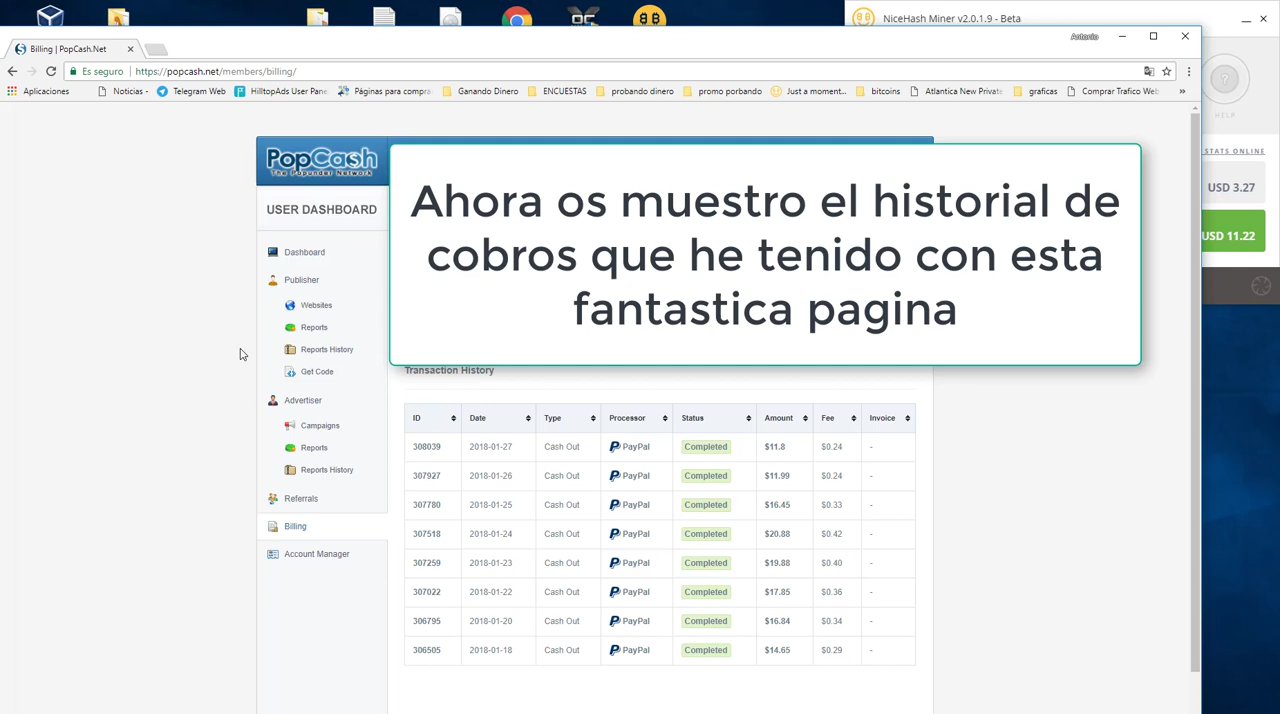 NiceHash Miner v2.0.1.9 - Beta
Billing | PopCash.Net
Antonio
Es seguro https://popcash.net/members/billing/
Aplicaciones Noticias - Telegram Web HilltopAds User Pane Páginas para compra Ganando Dinero ENCUESTAS probando dinero promo porbando Just a moment... bitcoins Atlantica New Private graficas Comprar Trafico Web »
HELP
STATS ONLINE
USD 3.27
USD 11.22
PopCash
The Popunder Network
Ahora os muestro el historial de
cobros que he tenido con esta
fantastica pagina
USER DASHBOARD
Dashboard
Publisher
Websites
Reports
Reports History
Get Code
Advertiser
Campaigns
Reports
Reports History
Referrals
Billing
Account Manager
Transaction History
ID Date Type Processor Status Amount Fee Invoice
308039 2018-01-27 Cash Out PayPal Completed $11.8 $0.24 -
307927 2018-01-26 Cash Out PayPal Completed $11.99 $0.24 -
307780 2018-01-25 Cash Out PayPal Completed $16.45 $0.33 -
307518 2018-01-24 Cash Out PayPal Completed $20.88 $0.42 -
307259 2018-01-23 Cash Out PayPal Completed $19.88 $0.40 -
307022 2018-01-22 Cash Out PayPal Completed $17.85 $0.36 -
306795 2018-01-20 Cash Out PayPal Completed $16.84 $0.34 -
306505 2018-01-18 Cash Out PayPal Completed $14.65 $0.29 -